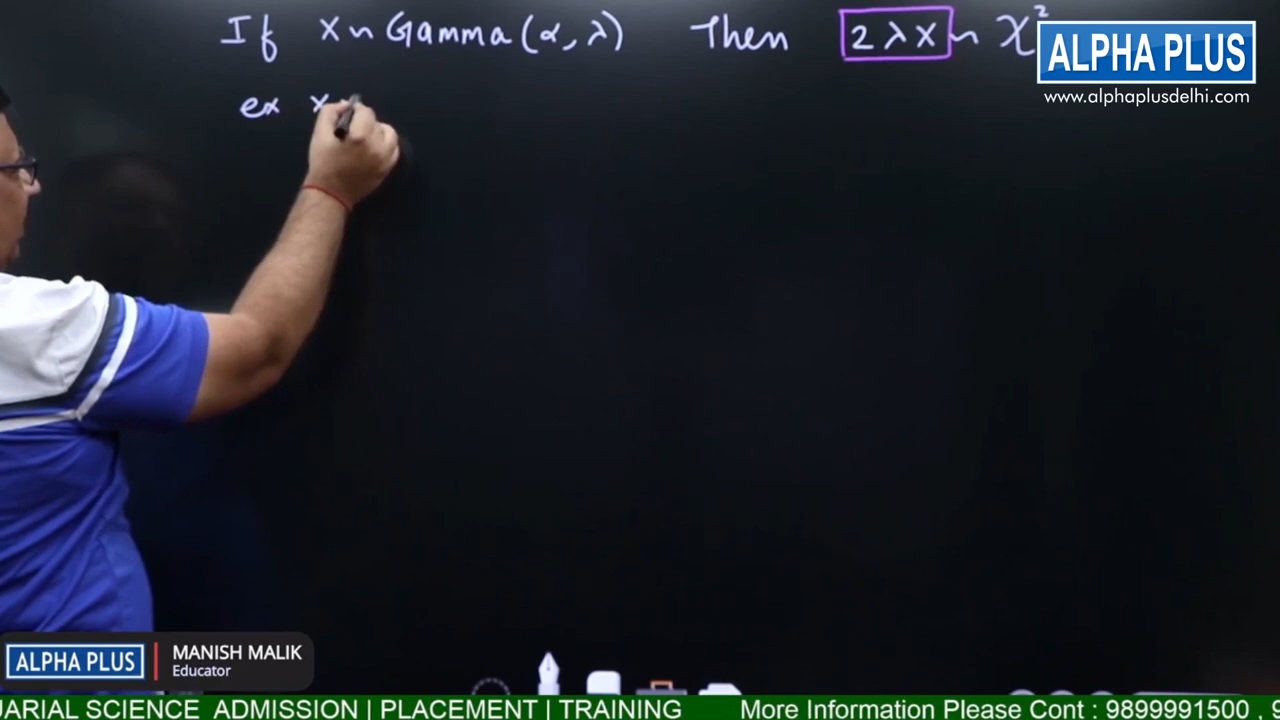 If X ~ Gamma(α, λ) Then 2λX ~ χ²
ALPHA PLUS
www.alphaplusdelhi.com
ex X
ALPHA PLUS | MANISH MALIK
Educator
UARIAL SCIENCE ADMISSION | PLACEMENT | TRAINING More Information Please Cont : 9899991500 . 9